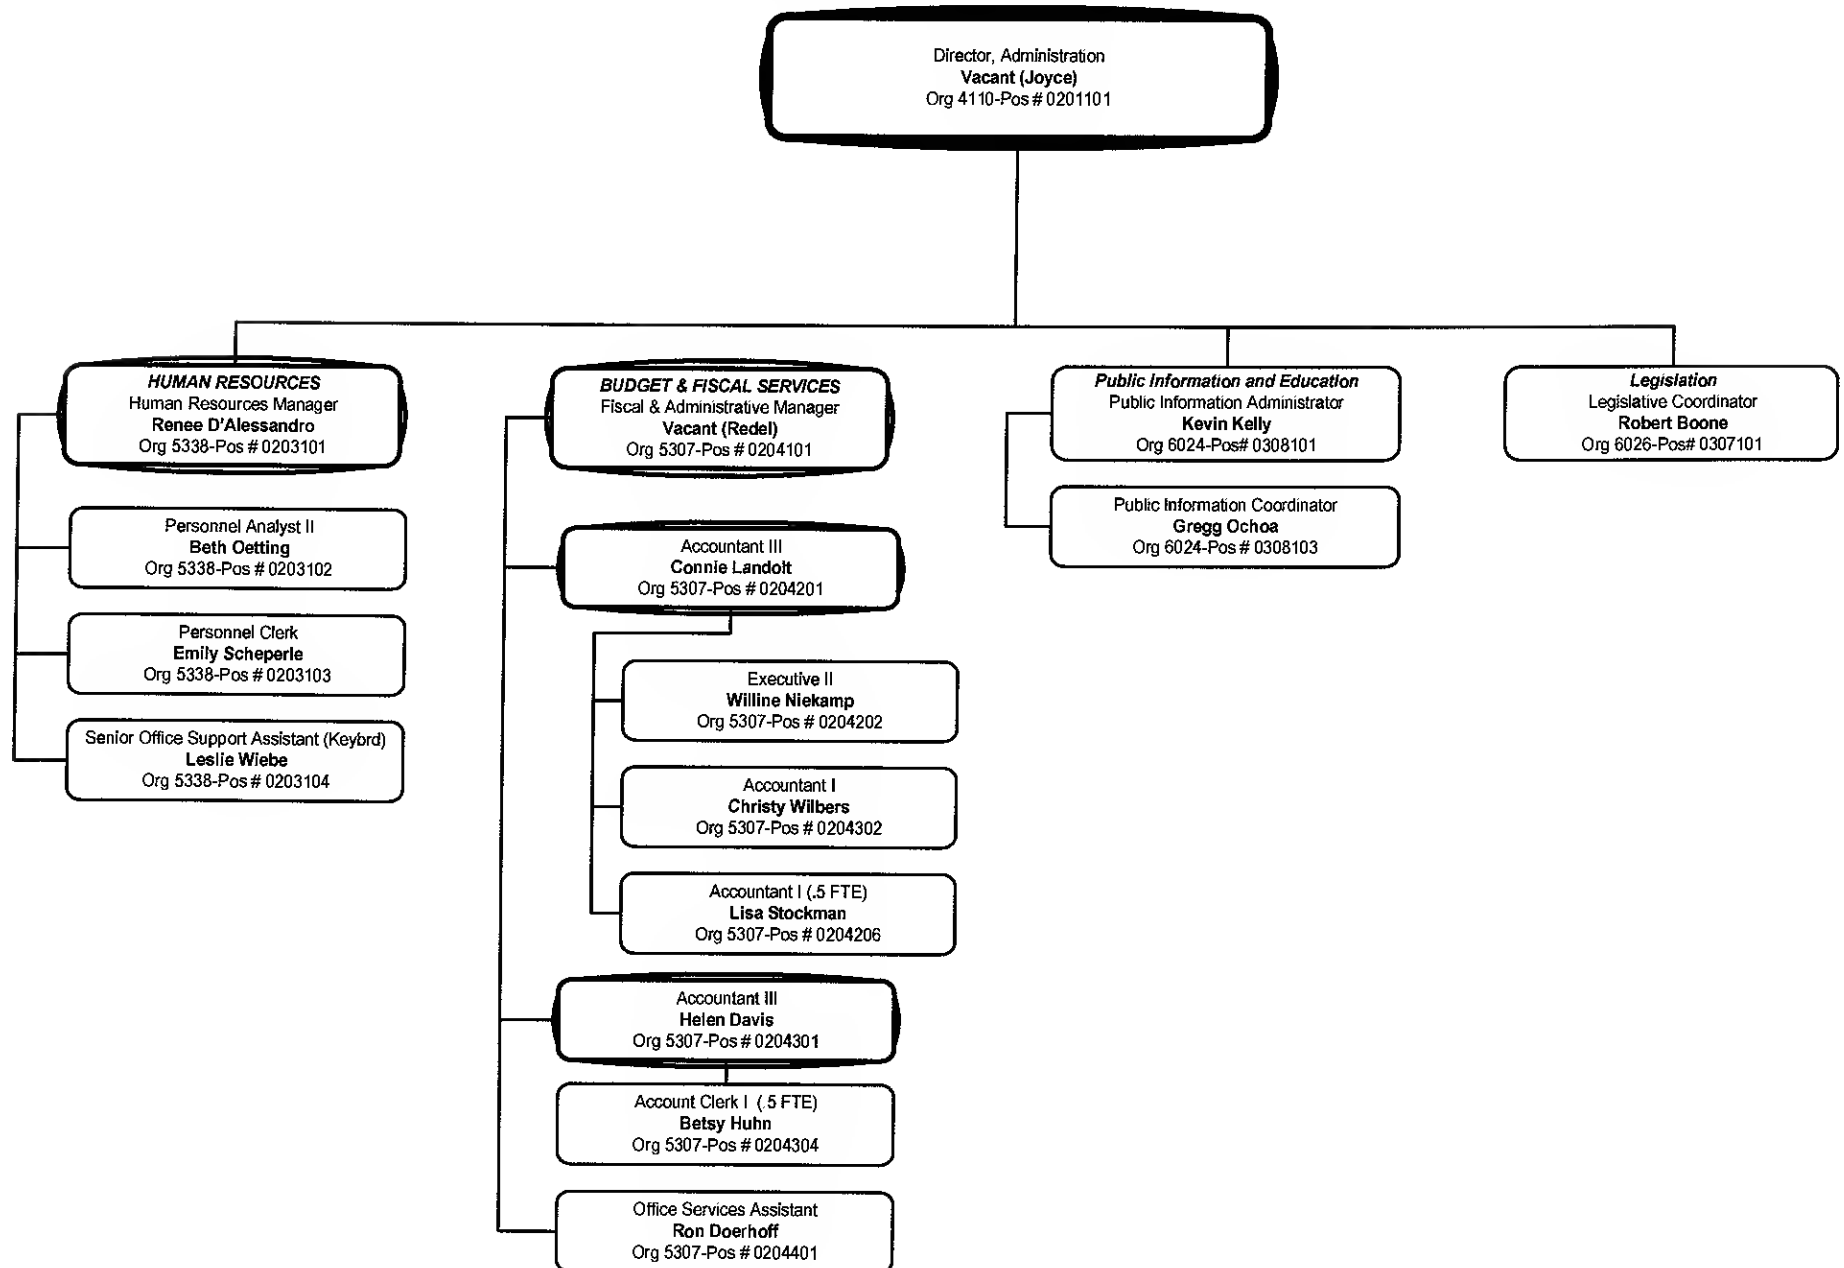 Director, Administration
Vacant (Joyce)
Org 4110-Pos # 0201101
HUMAN RESOURCES
Human Resources Manager
Renee D'Alessandro
Org 5338-Pos # 0203101
Personnel Analyst II
Beth Oetting
Org 5338-Pos # 0203102
Personnel Clerk
Emily Scheperle
Org 5338-Pos # 0203103
Senior Office Support Assistant (Keybrd)
Leslie Wiebe
Org 5338-Pos # 0203104
BUDGET & FISCAL SERVICES
Fiscal & Administrative Manager
Vacant (Redel)
Org 5307-Pos # 0204101
Accountant III
Connie Landolt
Org 5307-Pos # 0204201
Executive II
Willine Niekamp
Org 5307-Pos # 0204202
Accountant I
Christy Wilbers
Org 5307-Pos # 0204302
Accountant I (.5 FTE)
Lisa Stockman
Org 5307-Pos # 0204206
Accountant III
Helen Davis
Org 5307-Pos # 0204301
Account Clerk I (.5 FTE)
Betsy Huhn
Org 5307-Pos # 0204304
Office Services Assistant
Ron Doerhoff
Org 5307-Pos # 0204401
Public Information and Education
Public Information Administrator
Kevin Kelly
Org 6024-Pos# 0308101
Public Information Coordinator
Gregg Ochoa
Org 6024-Pos # 0308103
Legislation
Legislative Coordinator
Robert Boone
Org 6026-Pos# 0307101